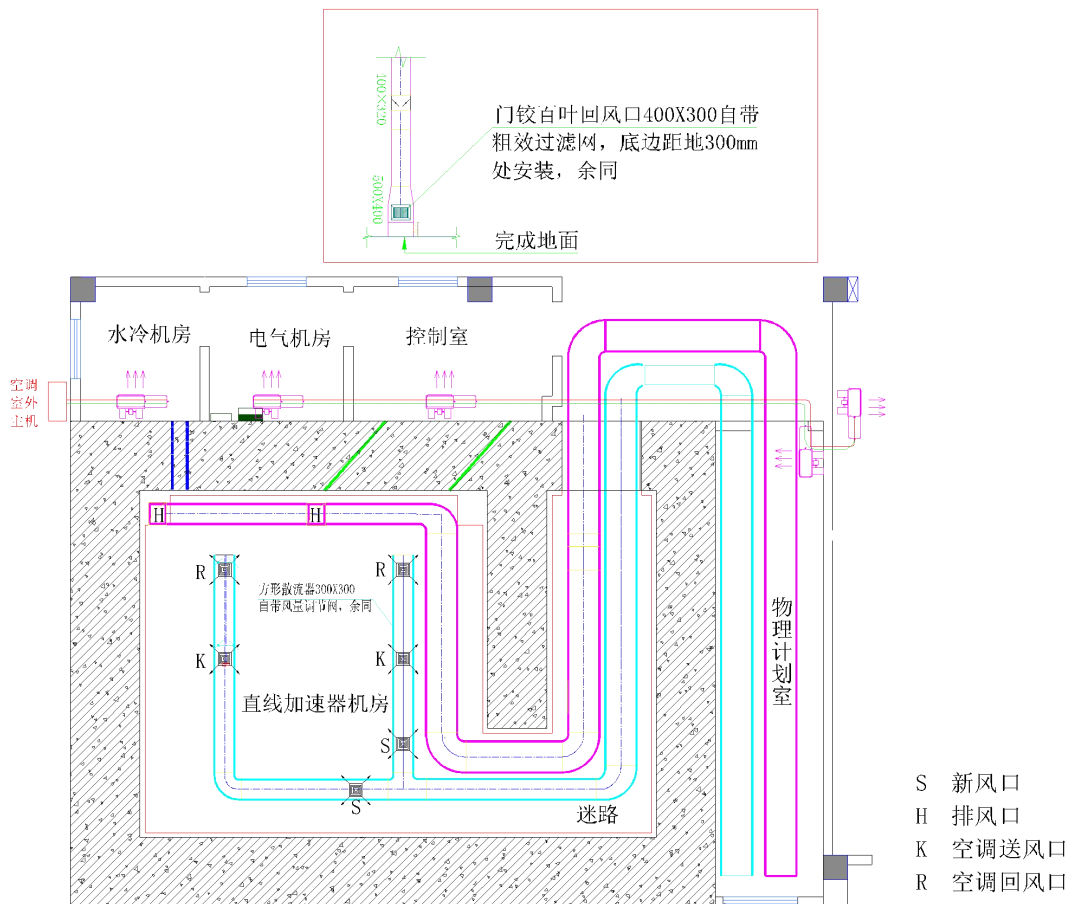 400X320
500X400
门铰百叶回风口400X300自带
粗效过滤网，底边距地300mm
处安装，余同
完成地面
水冷机房
电气机房
控制室
空调
室外
主机
H
H
R
R
方形散流器300X300
自带风量调节阀，余同
K
K
直线加速器机房
S
S
迷路
物理计划室
S 新风口
H 排风口
K 空调送风口
R 空调回风口